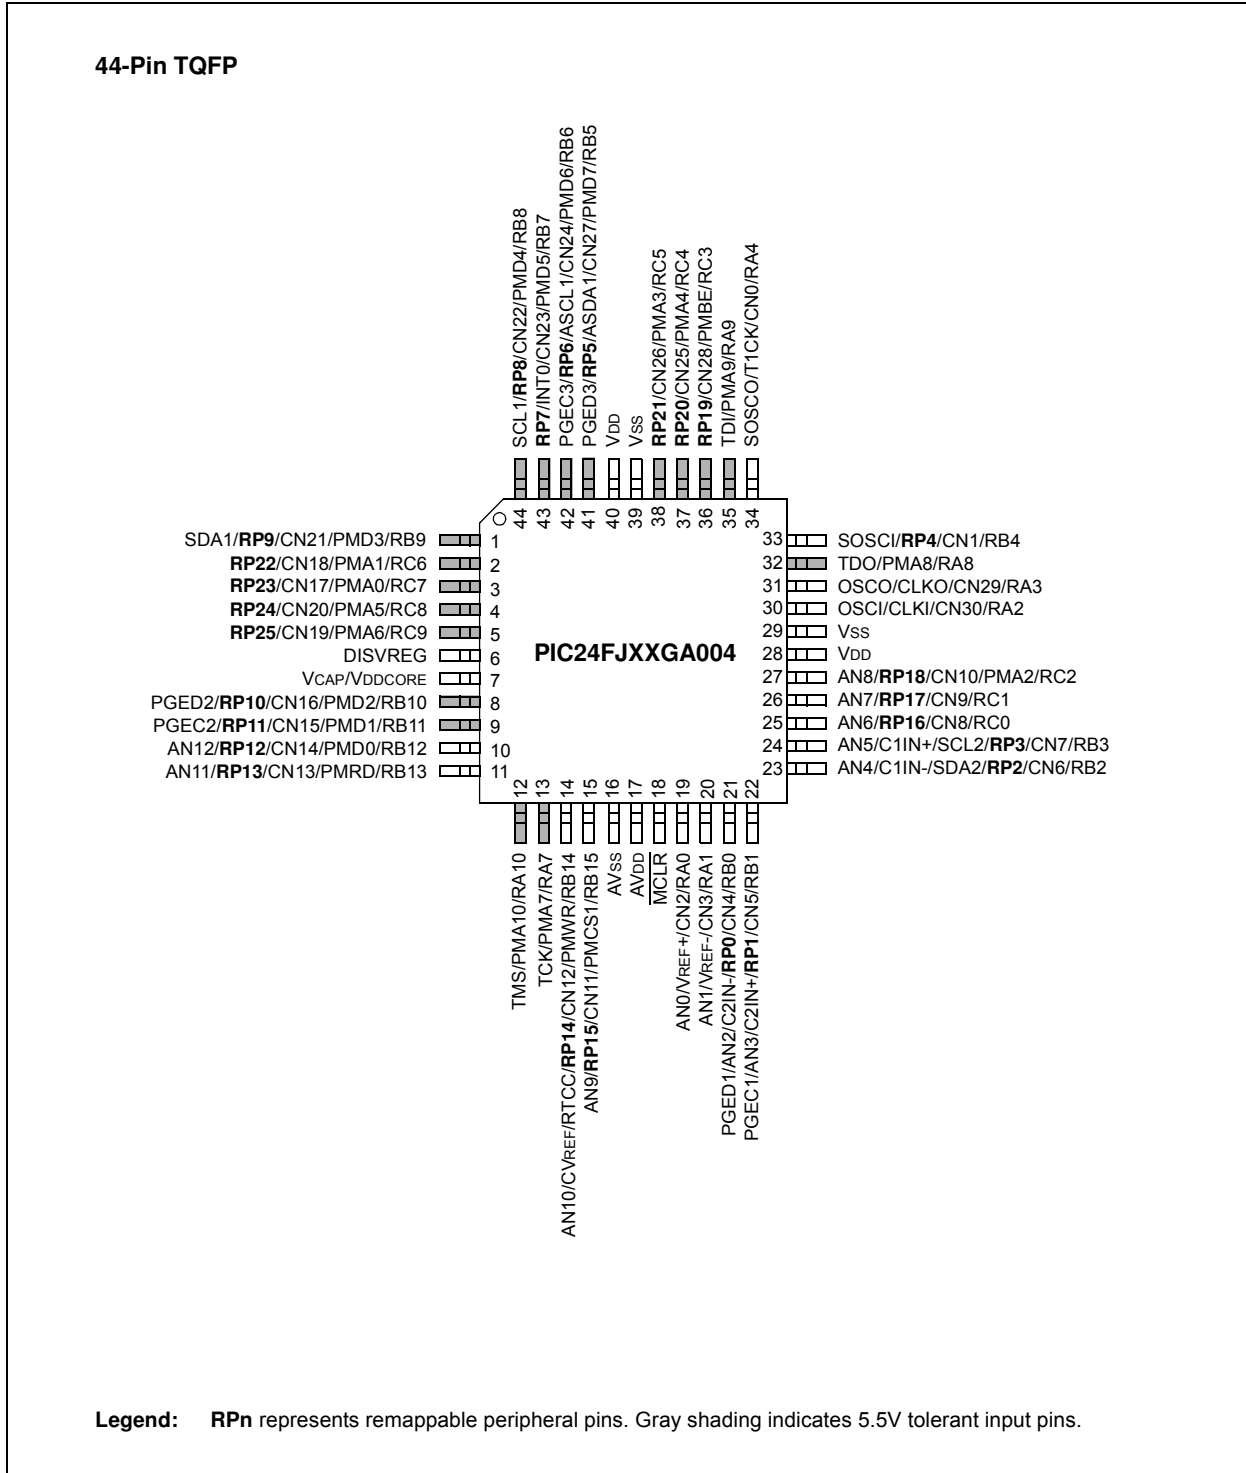 44-Pin TQFP
SCL1/RP8/CN22/PMD4/RB8
RP7/INT0/CN23/PMD5/RB7
PGEC3/RP6/ASCL1/CN24/PMD6/RB6
PGED3/RP5/ASDA1/CN27/PMD7/RB5
VDD
VSS
RP21/CN26/PMA3/RC5
RP20/CN25/PMA4/RC4
RP19/CN28/PMBE/RC3
TDI/PMA9/RA9
SOSCO/T1CK/CN0/RA4
44 43 42 41 40 39 38 37 36 35 34
SDA1/RP9/CN21/PMD3/RB9 1
RP22/CN18/PMA1/RC6 2
RP23/CN17/PMA0/RC7 3
RP24/CN20/PMA5/RC8 4
RP25/CN19/PMA6/RC9 5
DISVREG 6
VCAP/VDDCORE 7
PGED2/RP10/CN16/PMD2/RB10 8
PGEC2/RP11/CN15/PMD1/RB11 9
AN12/RP12/CN14/PMD0/RB12 10
AN11/RP13/CN13/PMRD/RB13 11
PIC24FJXXGA004
33 SOSCI/RP4/CN1/RB4
32 TDO/PMA8/RA8
31 OSCO/CLKO/CN29/RA3
30 OSCI/CLKI/CN30/RA2
29 VSS
28 VDD
27 AN8/RP18/CN10/PMA2/RC2
26 AN7/RP17/CN9/RC1
25 AN6/RP16/CN8/RC0
24 AN5/C1IN+/SCL2/RP3/CN7/RB3
23 AN4/C1IN-/SDA2/RP2/CN6/RB2
12 13 14 15 16 17 18 19 20 21 22
TMS/PMA10/RA10
TCK/PMA7/RA7
AN10/CVREF/RTCC/RP14/CN12/PMWR/RB14
AN9/RP15/CN11/PMCS1/RB15
AVSS
AVDD
MCLR
AN0/VREF+/CN2/RA0
AN1/VREF-/CN3/RA1
PGED1/AN2/C2IN-/RP0/CN4/RB0
PGEC1/AN3/C2IN+/RP1/CN5/RB1
Legend: RPn represents remappable peripheral pins. Gray shading indicates 5.5V tolerant input pins.